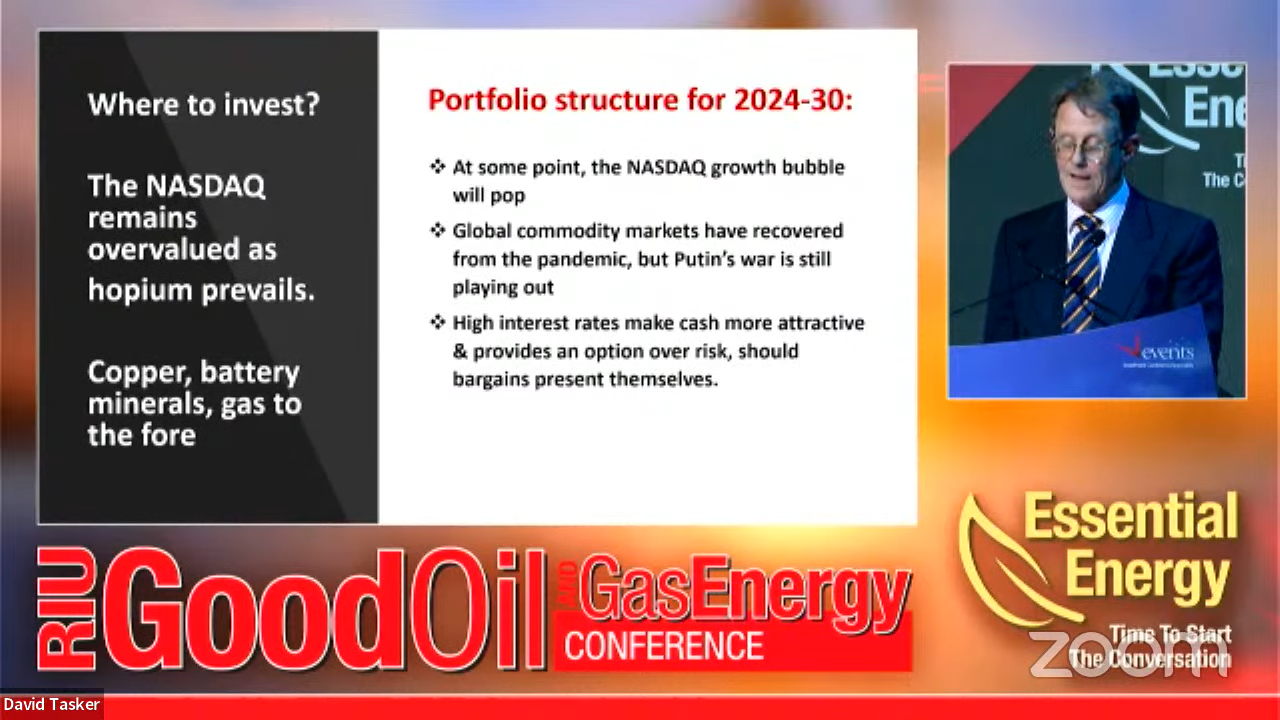 Where to invest?
The NASDAQ
remains
overvalued as
hopium prevails.
Copper, battery
minerals, gas to
the fore
Portfolio structure for 2024-30:
❖ At some point, the NASDAQ growth bubble
will pop
❖ Global commodity markets have recovered
from the pandemic, but Putin's war is still
playing out
❖ High interest rates make cash more attractive
& provides an option over risk, should
bargains present themselves.
Ene
The C
events
RIU GoodOil
AND GasEnergy
CONFERENCE
Essential
Energy
Time To Start
The Conversation
zoom
David Tasker